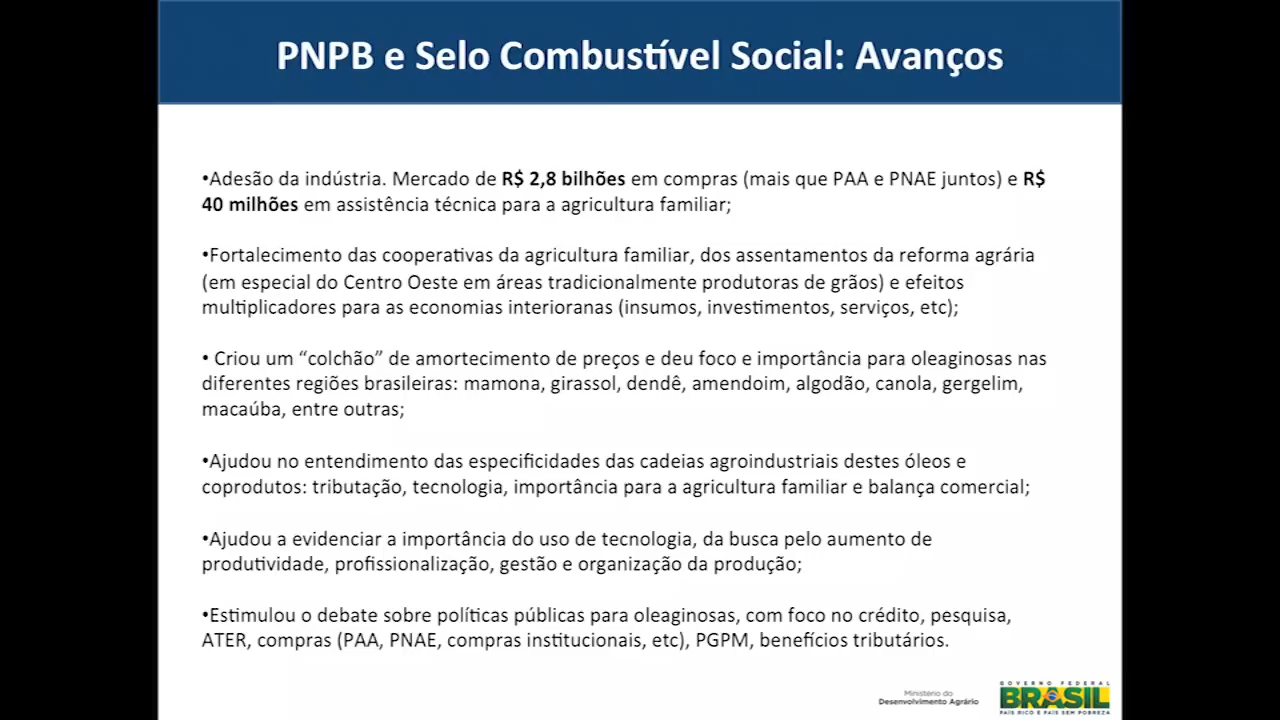 PNPB e Selo Combustível Social: Avanços
•Adesão da indústria. Mercado de R$ 2,8 bilhões em compras (mais que PAA e PNAE juntos) e R$
40 milhões em assistência técnica para a agricultura familiar;
•Fortalecimento das cooperativas da agricultura familiar, dos assentamentos da reforma agrária
(em especial do Centro Oeste em áreas tradicionalmente produtoras de grãos) e efeitos
multiplicadores para as economias interioranas (insumos, investimentos, serviços, etc);
• Criou um “colchão” de amortecimento de preços e deu foco e importância para oleaginosas nas
diferentes regiões brasileiras: mamona, girassol, dendê, amendoim, algodão, canola, gergelim,
macaúba, entre outras;
•Ajudou no entendimento das especificidades das cadeias agroindustriais destes óleos e
coprodutos: tributação, tecnologia, importância para a agricultura familiar e balança comercial;
•Ajudou a evidenciar a importância do uso de tecnologia, da busca pelo aumento de
produtividade, profissionalização, gestão e organização da produção;
•Estimulou o debate sobre políticas públicas para oleaginosas, com foco no crédito, pesquisa,
ATER, compras (PAA, PNAE, compras institucionais, etc), PGPM, benefícios tributários.
Ministério do
Desenvolvimento Agrário
GOVERNO FEDERAL
BRASIL
PAÍS RICO É PAÍS SEM POBREZA